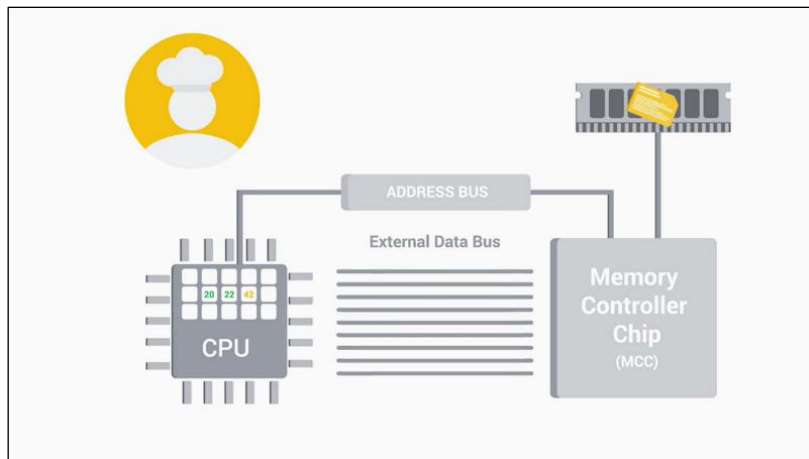 ADDRESS BUS
External Data Bus
20 22 42
CPU
Memory
Controller
Chip
(MCC)